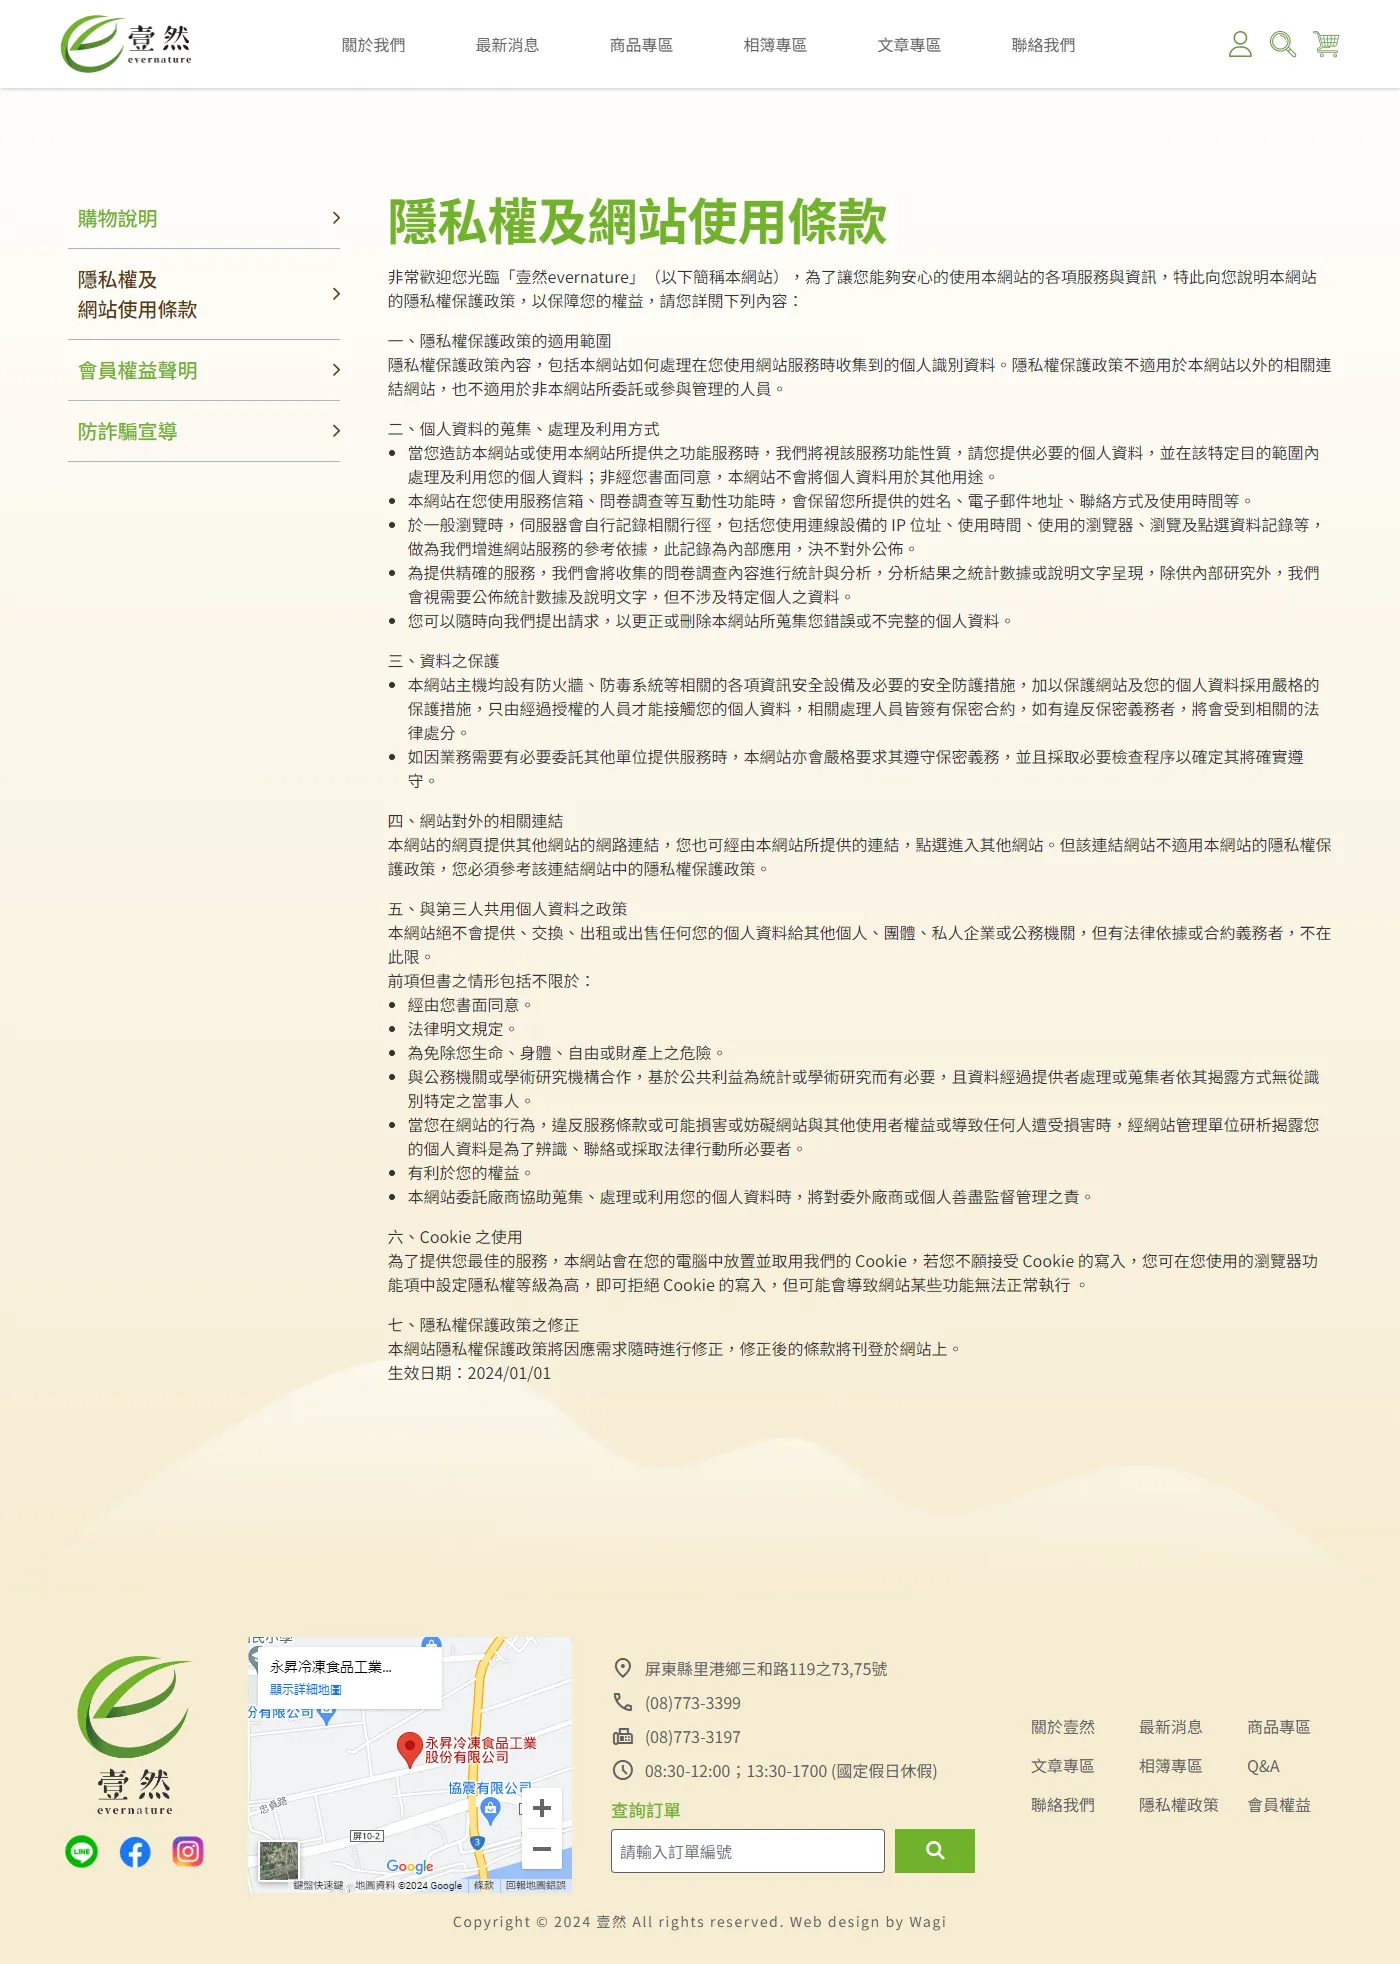 壹然
evernature
關於我們
最新消息
商品專區
相簿專區
文章專區
聯絡我們
購物說明
隱私權及
網站使用條款
會員權益聲明
防詐騙宣導
隱私權及網站使用條款
非常歡迎您光臨「壹然evernature」（以下簡稱本網站），為了讓您能夠安心的使用本網站的各項服務與資訊，特此向您說明本網站
的隱私權保護政策，以保障您的權益，請您詳閱下列內容：
一、隱私權保護政策的適用範圍
隱私權保護政策內容，包括本網站如何處理在您使用網站服務時收集到的個人識別資料。隱私權保護政策不適用於本網站以外的相關連
結網站，也不適用於非本網站所委託或參與管理的人員。
二、個人資料的蒐集、處理及利用方式
• 當您造訪本網站或使用本網站所提供之功能服務時，我們將視該服務功能性質，請您提供必要的個人資料，並在該特定目的範圍內
處理及利用您的個人資料；非經您書面同意，本網站不會將個人資料用於其他用途。
• 本網站在您使用服務信箱、問卷調查等互動性功能時，會保留您所提供的姓名、電子郵件地址、聯絡方式及使用時間等。
• 於一般瀏覽時，伺服器會自行記錄相關行徑，包括您使用連線設備的 IP 位址、使用時間、使用的瀏覽器、瀏覽及點選資料記錄等，
做為我們增進網站服務的參考依據，此記錄為內部應用，決不對外公佈。
• 為提供精確的服務，我們會將收集的問卷調查內容進行統計與分析，分析結果之統計數據或說明文字呈現，除供內部研究外，我們
會視需要公佈統計數據及說明文字，但不涉及特定個人之資料。
• 您可以隨時向我們提出請求，以更正或刪除本網站所蒐集您錯誤或不完整的個人資料。
三、資料之保護
• 本網站主機均設有防火牆、防毒系統等相關的各項資訊安全設備及必要的安全防護措施，加以保護網站及您的個人資料採用嚴格的
保護措施，只由經過授權的人員才能接觸您的個人資料，相關處理人員皆簽有保密合約，如有違反保密義務者，將會受到相關的法
律處分。
• 如因業務需要有必要委託其他單位提供服務時，本網站亦會嚴格要求其遵守保密義務，並且採取必要檢查程序以確定其將確實遵
守。
四、網站對外的相關連結
本網站的網頁提供其他網站的網路連結，您也可經由本網站所提供的連結，點選進入其他網站。但該連結網站不適用本網站的隱私權保
護政策，您必須參考該連結網站中的隱私權保護政策。
五、與第三人共用個人資料之政策
本網站絕不會提供、交換、出租或出售任何您的個人資料給其他個人、團體、私人企業或公務機關，但有法律依據或合約義務者，不在
此限。
前項但書之情形包括不限於：
• 經由您書面同意。
• 法律明文規定。
• 為免除您生命、身體、自由或財產上之危險。
• 與公務機關或學術研究機構合作，基於公共利益為統計或學術研究而有必要，且資料經過提供者處理或蒐集者依其揭露方式無從識
別特定之當事人。
• 當您在網站的行為，違反服務條款或可能損害或妨礙網站與其他使用者權益或導致任何人遭受損害時，經網站管理單位研析揭露您
的個人資料是為了辨識、聯絡或採取法律行動所必要者。
• 有利於您的權益。
• 本網站委託廠商協助蒐集、處理或利用您的個人資料時，將對委外廠商或個人善盡監督管理之責。
六、Cookie 之使用
為了提供您最佳的服務，本網站會在您的電腦中放置並取用我們的 Cookie，若您不願接受 Cookie 的寫入，您可在您使用的瀏覽器功
能項中設定隱私權等級為高，即可拒絕 Cookie 的寫入，但可能會導致網站某些功能無法正常執行 。
七、隱私權保護政策之修正
本網站隱私權保護政策將因應需求隨時進行修正，修正後的條款將刊登於網站上。
生效日期：2024/01/01
壹然
evernature
LINE
永昇冷凍食品工業...
顯示詳細地圖
份有限公司
永昇冷凍食品工業
股份有限公司
協震有限公司
忠貞路
屏10-2
3
Google
鍵盤快速鍵
地圖資料 ©2024 Google
條款
回報地圖錯誤
屏東縣里港鄉三和路119之73,75號
(08)773-3399
(08)773-3197
08:30-12:00；13:30-1700 (國定假日休假)
查詢訂單
請輸入訂單編號
關於壹然
最新消息
商品專區
文章專區
相簿專區
Q&A
聯絡我們
隱私權政策
會員權益
Copyright © 2024 壹然 All rights reserved. Web design by Wagi